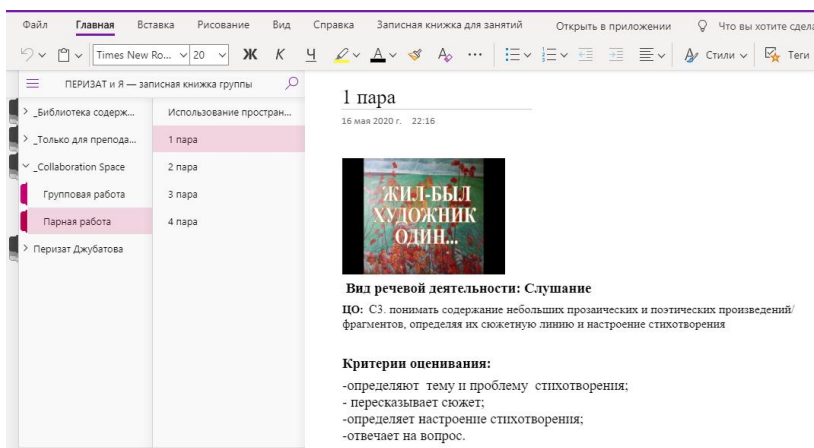 Файл Главная Вставка Рисование Вид Справка Записная книжка для занятий Открыть в приложении Что вы хотите сдела
Times New Ro... 20 Ж К Ч ... Стили Теги
ПЕРИЗАТ и Я — записная книжка группы
_Библиотека содерж...
_Только для препода...
_Collaboration Space
Групповая работа
Парная работа
Перизат Джубатова
Использование простран...
1 пара
2 пара
3 пара
4 пара
1 пара
16 мая 2020 г. 22:16
ЖИЛ-БЫЛ
ХУДОЖНИК
ОДИН...
Вид речевой деятельности: Слушание
ЦО: С3. понимать содержание небольших прозаических и поэтических произведений/
фрагментов, определяя их сюжетную линию и настроение стихотворения
Критерии оценивания:
-определяют тему и проблему стихотворения;
- пересказывает сюжет;
-определяет настроение стихотворения;
-отвечает на вопрос.